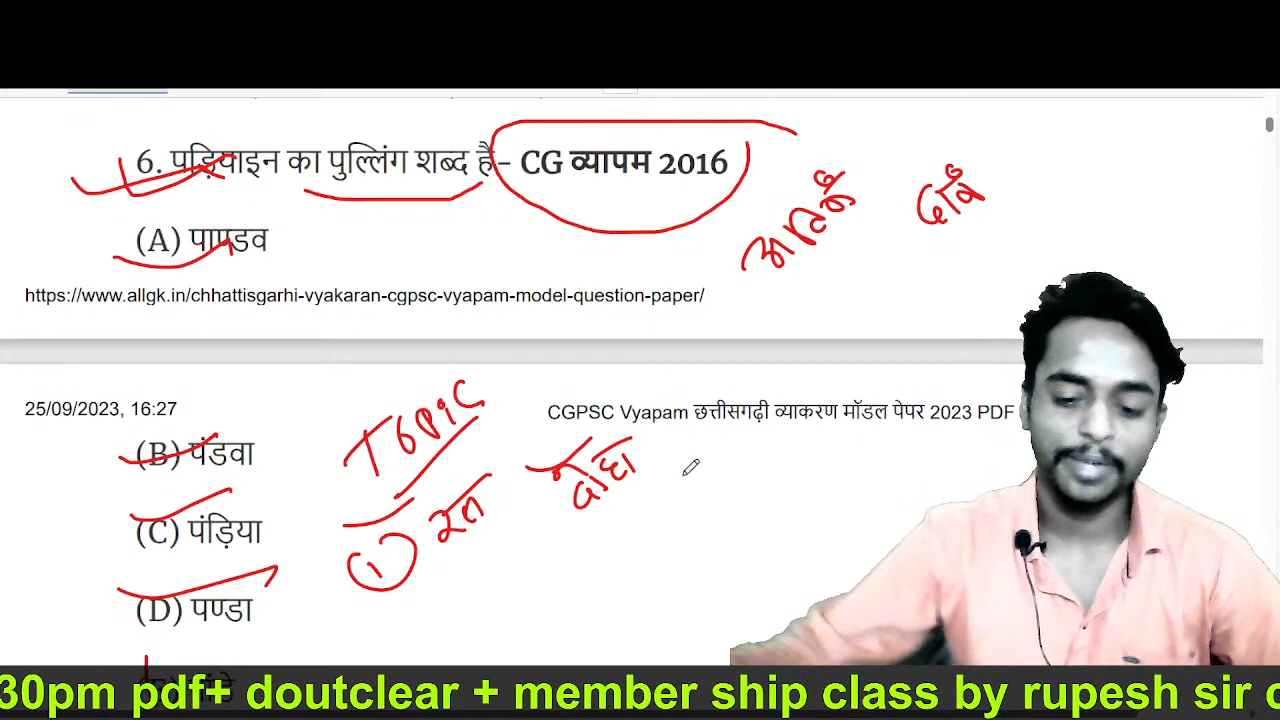 6. पड़ियाइन का पुल्लिंग शब्द है– CG व्यापम 2016
(A) पाण्डव
https://www.allgk.in/chhattisgarhi-vyakaran-cgpsc-vyapam-model-question-paper/
25/09/2023, 16:27
CGPSC Vyapam छत्तीसगढ़ी व्याकरण मॉडल पेपर 2023 PDF
(B) पंडवा
TOPIC
(C) पंड़िया
① रस दोहा
(D) पण्डा
30pm pdf+ doutclear + member ship class by rupesh sir